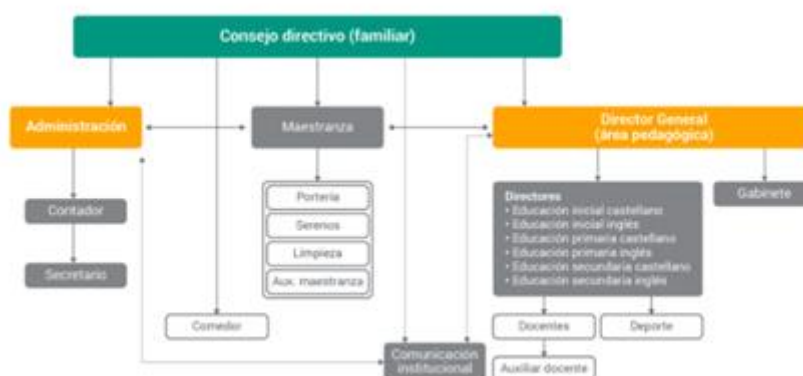 Consejo directivo (familiar)
Administración
Maestranza
Director General
(área pedagógica)
Contador
Secretario
Portería
Serenos
Limpieza
Aux. maestranza
Directores
• Educación inicial castellano
• Educación inicial inglés
• Educación primaria castellano
• Educación primaria inglés
• Educación secundaria castellano
• Educación secundaria inglés
Gabinete
Comedor
Docentes
Deporte
Comunicación
institucional
Auxiliar docente